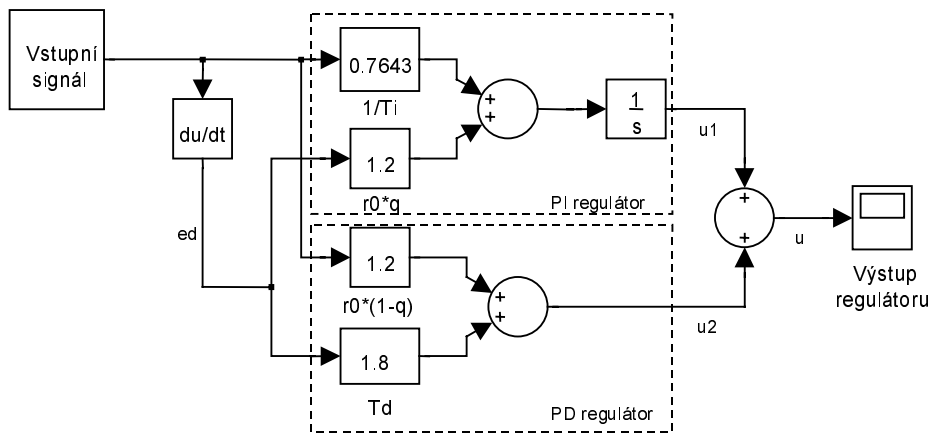 Vstupní
signál
du/dt
ed
0.7643
1/Ti
1.2
r0*q
+
+
1
s
PI regulátor
u1
1.2
r0*(1-q)
1.8
Td
+
+
PD regulátor
u2
+
+
u
Výstup
regulátoru